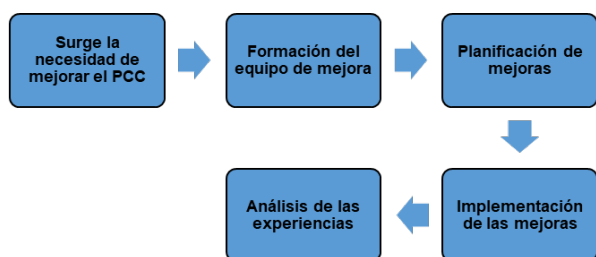 Surge la
necesidad de
mejorar el PCC
Formación del
equipo de mejora
Planificación de
mejoras
Implementación
de las mejoras
Análisis de las
experiencias